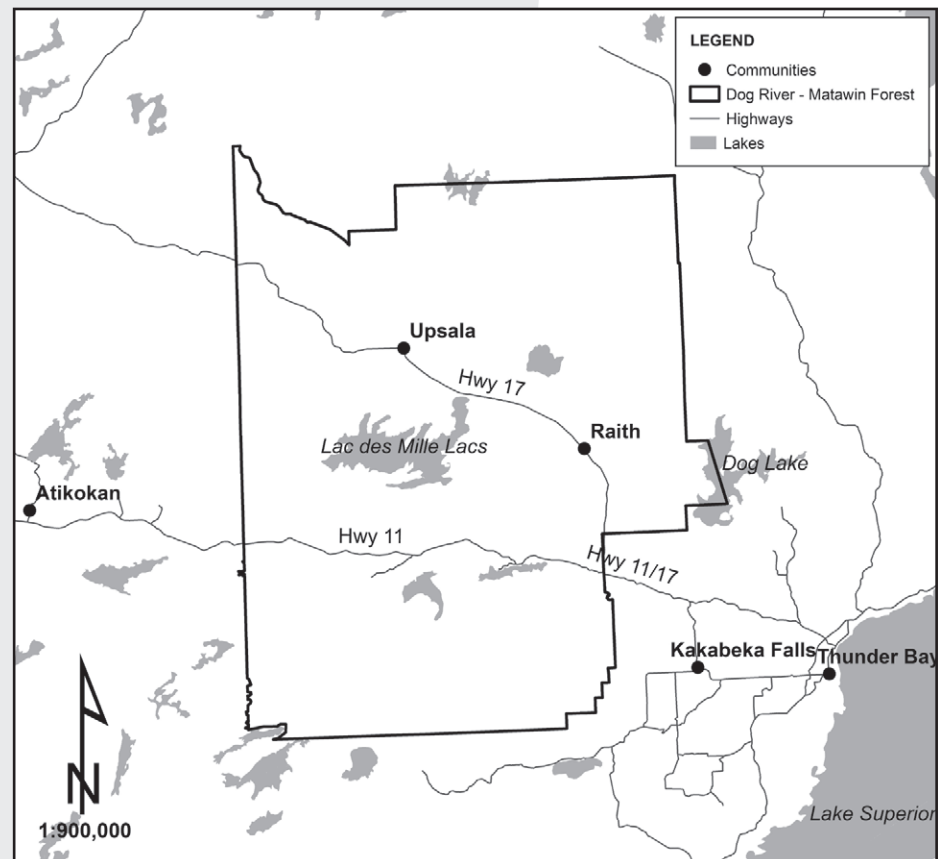 LEGEND
Communities
Dog River - Matawin Forest
Highways
Lakes
Upsala
Hwy 17
Raith
Lac des Mille Lacs
Dog Lake
Atikokan
Hwy 11
Hwy 11/17
Kakabeka Falls
Thunder Bay
N
1:900,000
Lake Superior